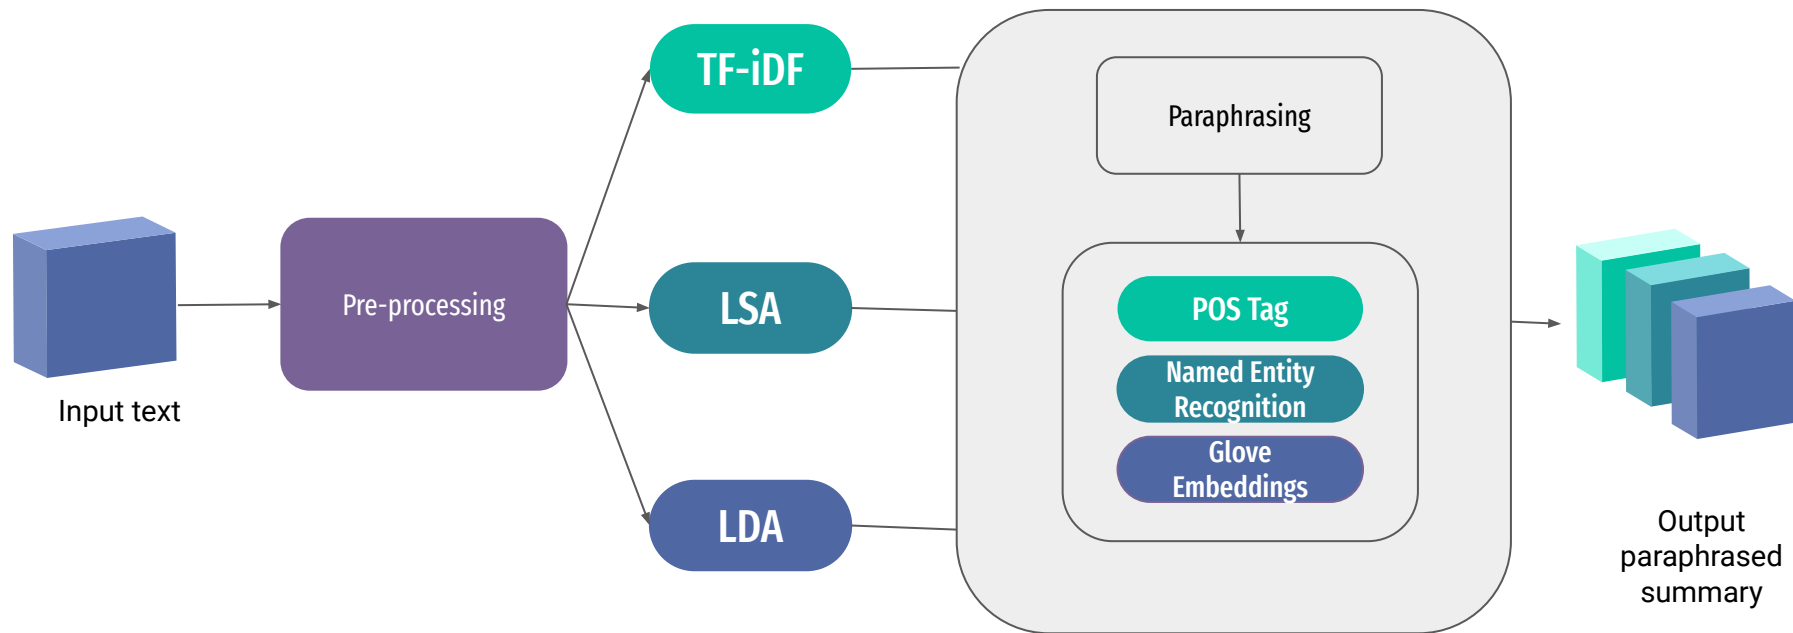 Input text
Pre-processing
TF-iDF
LSA
LDA
Paraphrasing
POS Tag
Named Entity
Recognition
Glove
Embeddings
Output
paraphrased
summary